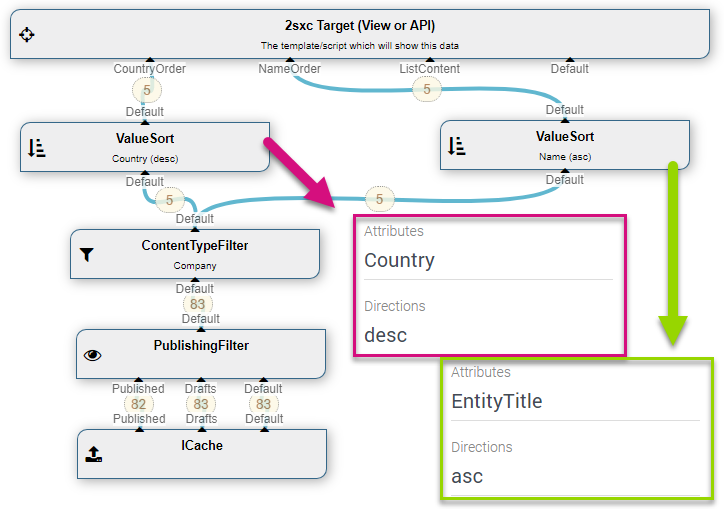 2sxc Target (View or API)
The template/script which will show this data
CountryOrder NameOrder ListContent Default
5 5
Default Default
ValueSort ValueSort
Country (desc) Name (asc)
Default Default
5 5
Default
Attributes
Country
Directions
desc
ContentTypeFilter
Company
Default
83
Default
PublishingFilter
Attributes
EntityTitle
Directions
asc
Published Drafts Default
82 83 83
Published Drafts Default
ICache